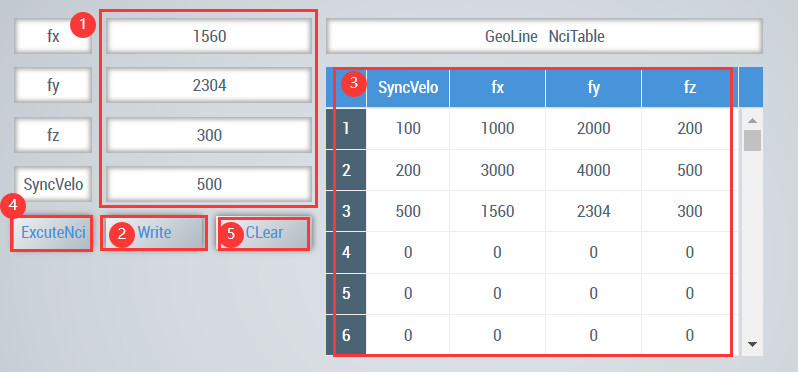 fx 1 1560
fy 2304
fz 300
SyncVelo 500
4 ExcuteNci 2 Write 5 CLear
GeoLine NciTable
3 SyncVelo fx fy fz
1 100 1000 2000 200
2 200 3000 4000 500
3 500 1560 2304 300
4 0 0 0 0
5 0 0 0 0
6 0 0 0 0